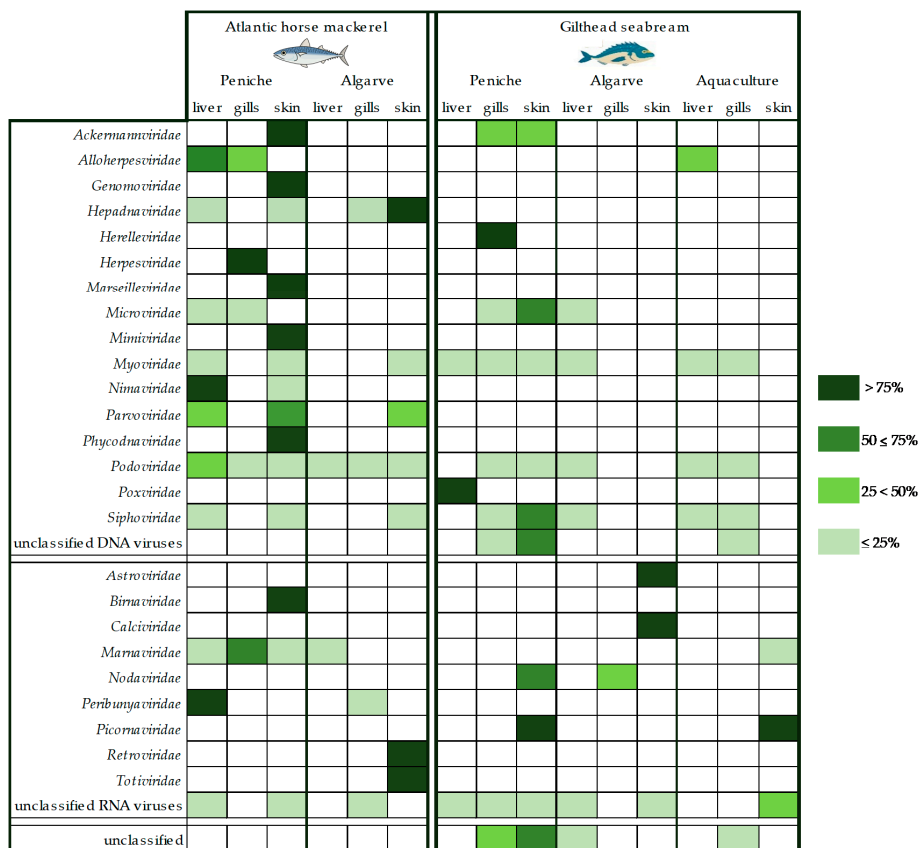 Atlantic horse mackerel Gilthead seabream
Peniche Algarve Peniche Algarve Aquaculture
liver gills skin liver gills skin liver gills skin liver gills skin liver gills skin
Ackermannviridae
Alloherpesviridae
Genomoviridae
Hepadnaviridae
Herelleviridae
Herpesviridae
Marseilleviridae
Microviridae
Mimiviridae
Myoviridae
Nimaviridae
Parvoviridae
Phycodnaviridae
Podoviridae
Poxviridae
Siphoviridae
unclassified DNA viruses
Astroviridae
Birnaviridae
Calciviridae
Marnaviridae
Nodaviridae
Peribunyaviridae
Picornaviridae
Retroviridae
Totiviridae
unclassified RNA viruses
unclassified
>75%
50 ≤ 75%
25 < 50%
≤ 25%